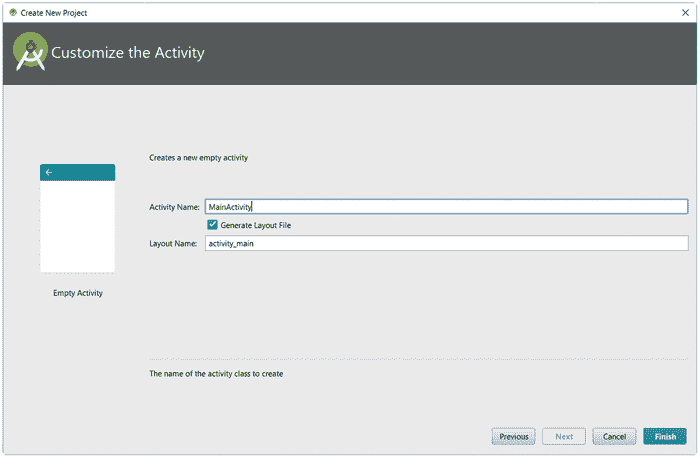 Create New Project
Customize the Activity
Creates a new empty activity
Activity Name: MainActivity
Generate Layout File
Layout Name: activity_main
Empty Activity
The name of the activity class to create
Previous Next Cancel Finish